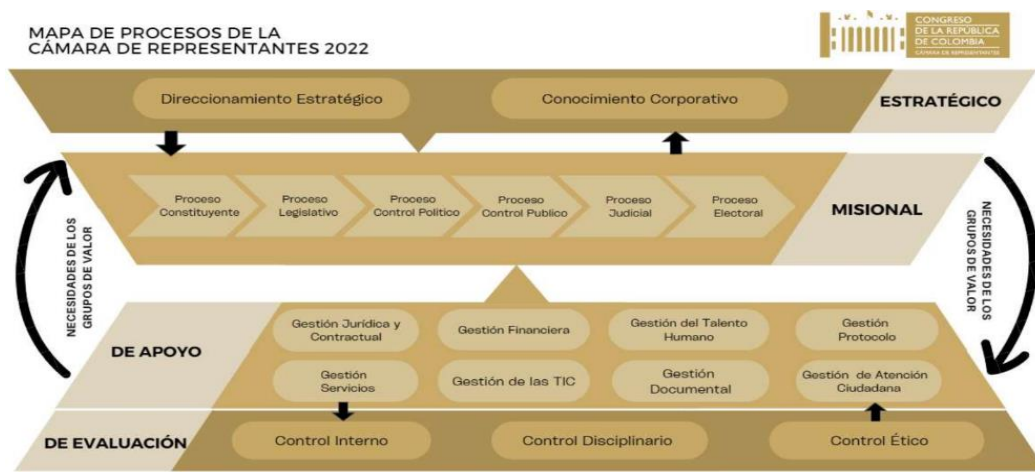 MAPA DE PROCESOS DE LA
CÁMARA DE REPRESENTANTES 2022
CONGRESO
DE LA REPÚBLICA
DE COLOMBIA
CÁMARA DE REPRESENTANTES
Direccionamiento Estratégico
Conocimiento Corporativo
ESTRATÉGICO
Proceso
Constituyente
Proceso
Legislativo
Proceso
Control Político
Proceso
Control Publico
Proceso
Judicial
Proceso
Electoral
MISIONAL
NECESIDADES DE LOS
GRUPOS DE VALOR
NECESIDADES DE LOS
GRUPOS DE VALOR
DE APOYO
Gestión Jurídica y
Contractual
Gestión Financiera
Gestión del Talento
Humano
Gestión
Protocolo
Gestión
Servicios
Gestión de las TIC
Gestión
Documental
Gestión de Atención
Ciudadana
DE EVALUACIÓN
Control Interno
Control Disciplinario
Control Ético